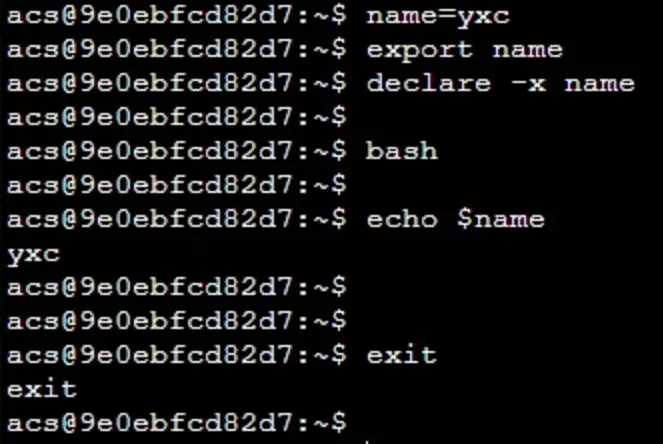 acs@9e0ebfcd82d7:~$ name=yxc
acs@9e0ebfcd82d7:~$ export name
acs@9e0ebfcd82d7:~$ declare -x name
acs@9e0ebfcd82d7:~$
acs@9e0ebfcd82d7:~$ bash
acs@9e0ebfcd82d7:~$
acs@9e0ebfcd82d7:~$ echo $name
yxc
acs@9e0ebfcd82d7:~$
acs@9e0ebfcd82d7:~$
acs@9e0ebfcd82d7:~$ exit
exit
acs@9e0ebfcd82d7:~$